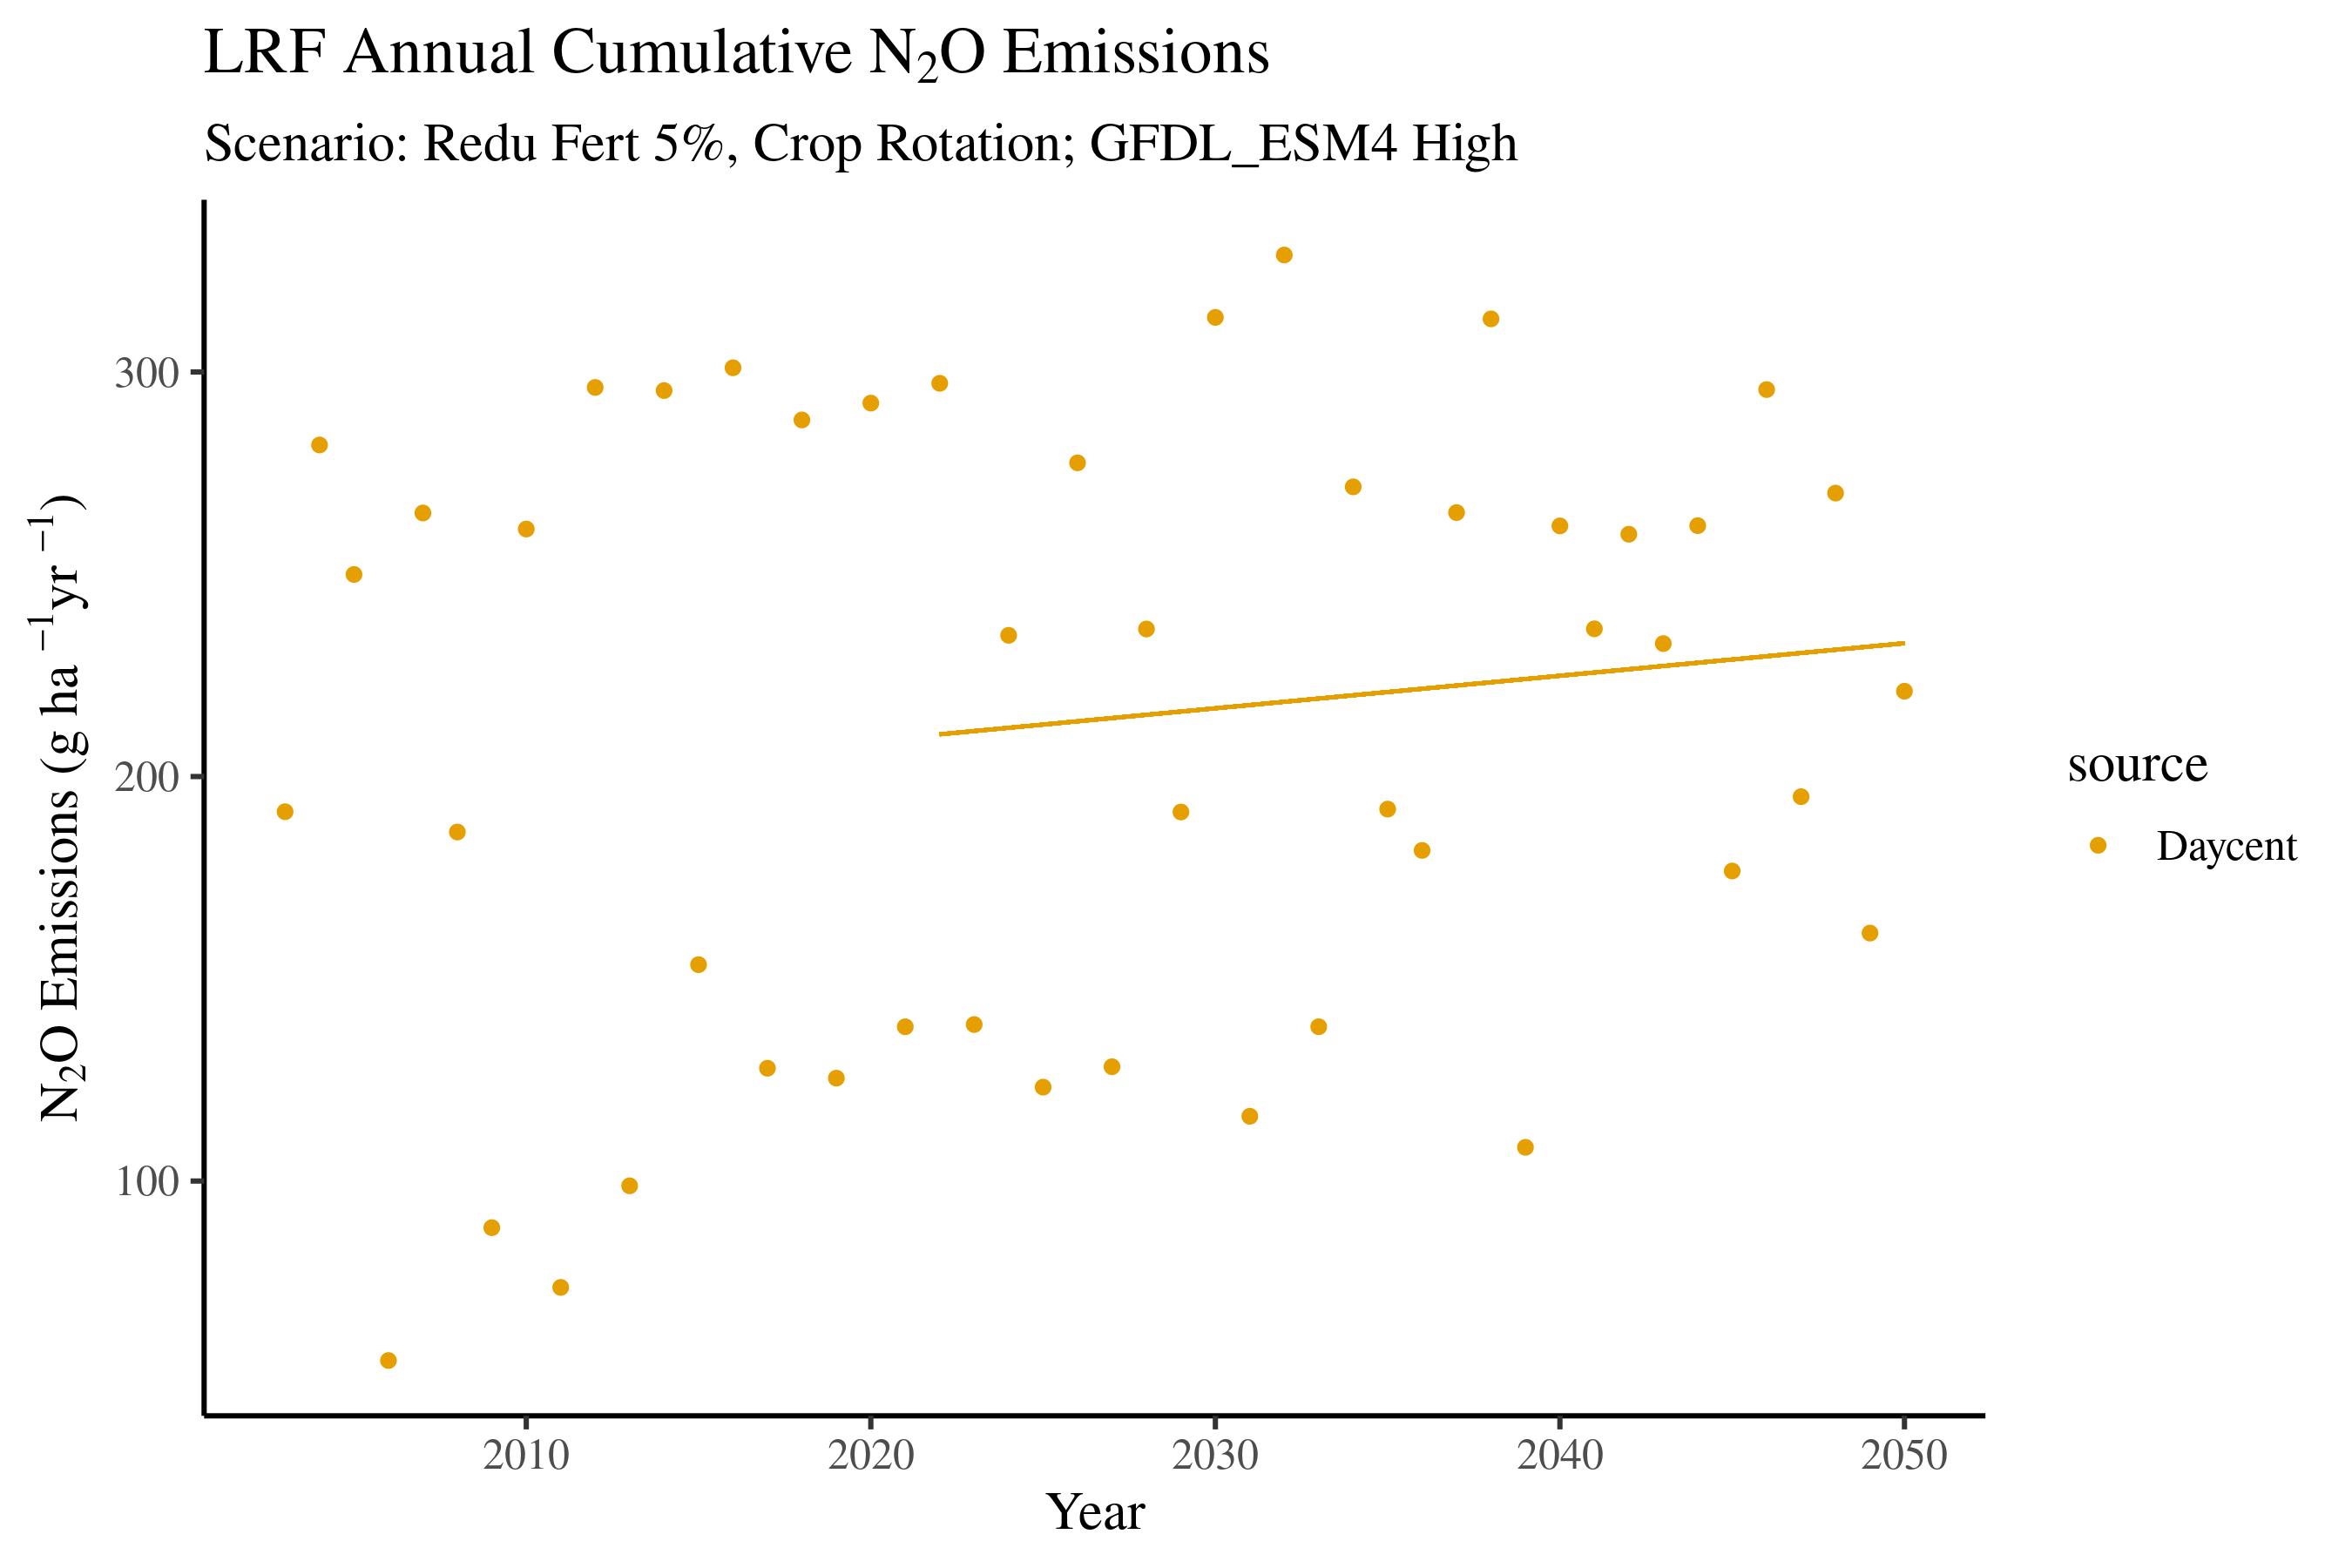 LRF Annual Cumulative N₂O Emissions
Scenario: Redu Fert 5%, Crop Rotation; GFDL_ESM4 High
N₂O Emissions (g ha ⁻¹yr ⁻¹)
300
200
100
2010 2020 2030 2040 2050
Year
source
Daycent